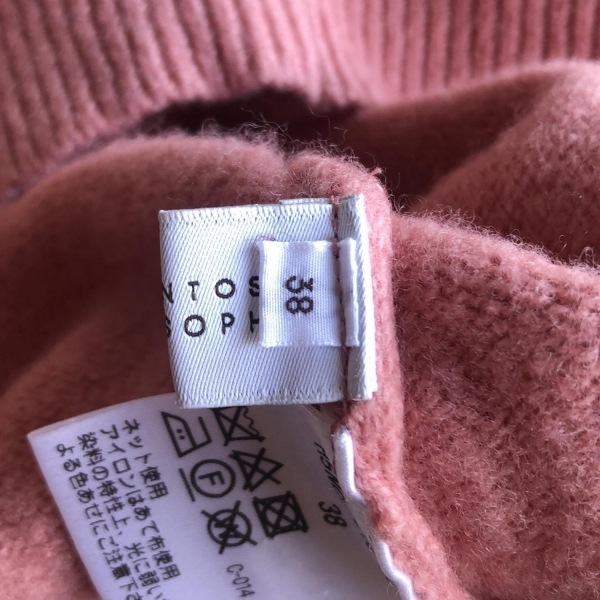 NTOS
SOPH
38
ネット使用
アイロンはあて布使用
染料の特性上、光に弱い
よる色あせにご注意下
F
38
C-014